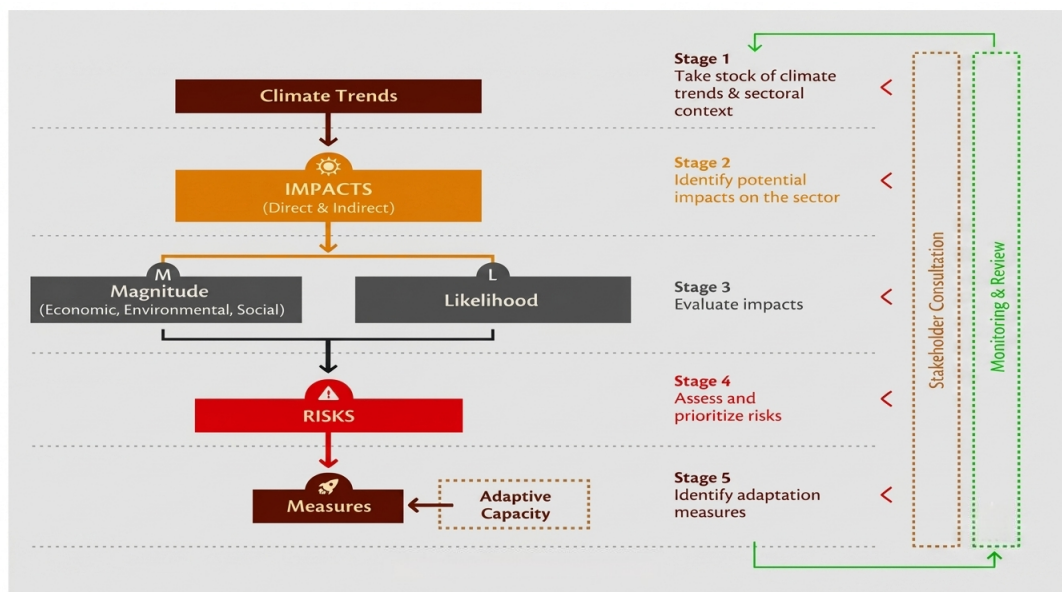 Climate Trends
Stage 1
Take stock of climate
trends & sectoral
context
IMPACTS
(Direct & Indirect)
Stage 2
Identify potential
impacts on the sector
M
Magnitude
(Economic, Environmental, Social)
L
Likelihood
Stage 3
Evaluate impacts
RISKS
Stage 4
Assess and
prioritize risks
Measures
Adaptive
Capacity
Stage 5
Identify adaptation
measures
Stakeholder Consultation
Monitoring & Review